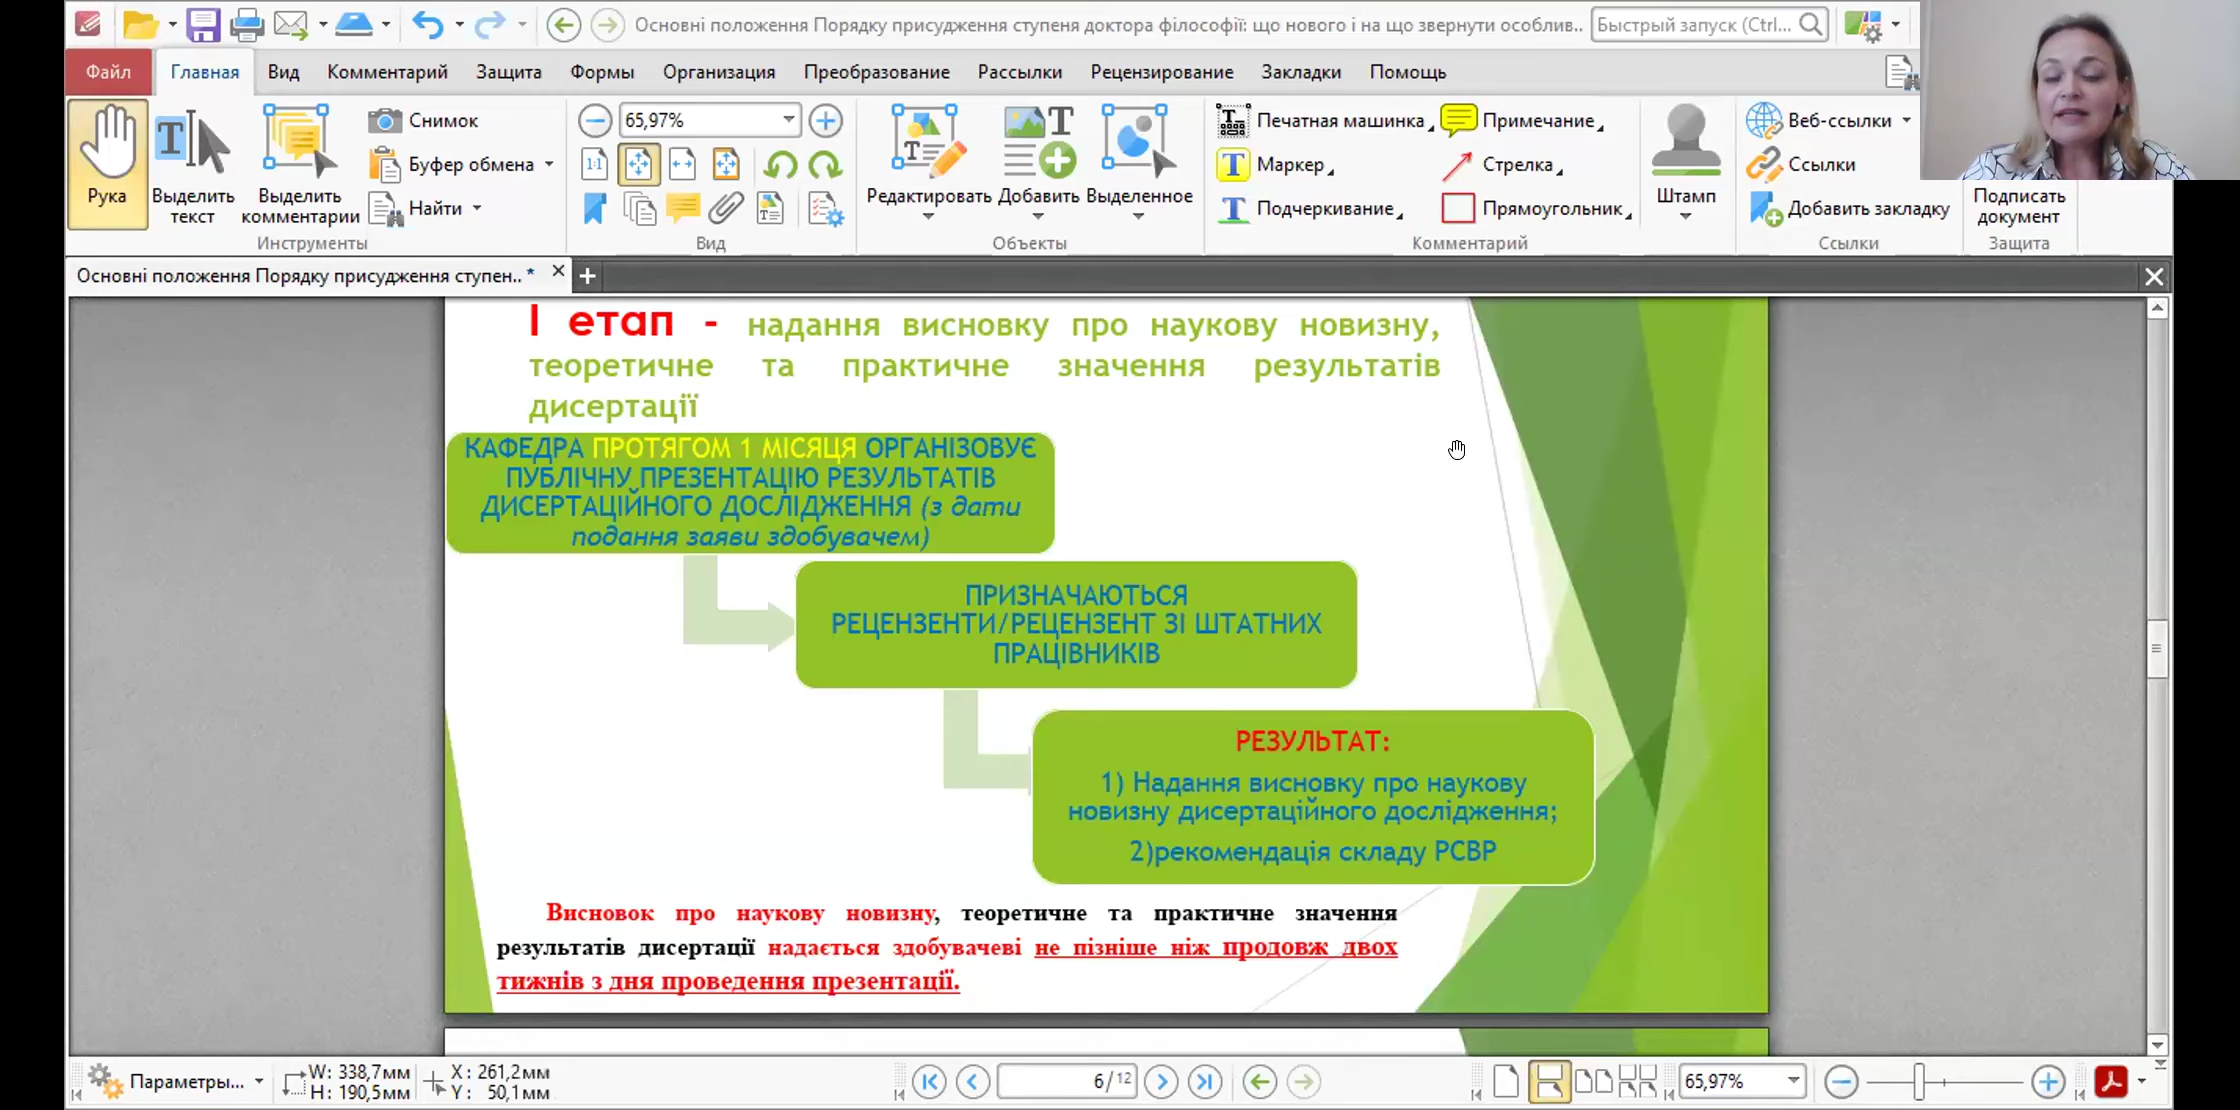 Основні положення Порядку присудження ступеня доктора філософії: що нового і на що звернути особлив..
Быстрый запуск (Ctrl...
Файл Главная Вид Комментарий Защита Формы Организация Преобразование Рассылки Рецензирование Закладки Помощь
Рука
Выделить текст
Выделить комментарии
Снимок
Буфер обмена
Найти
Инструменты
65,97%
1:1
Вид
Редактировать
Добавить
Выделенное
Объекты
Печатная машинка
Маркер
Подчеркивание
Примечание
Стрелка
Прямоугольник
Штамп
Комментарий
Веб-ссылки
Ссылки
Добавить закладку
Ссылки
Подписать документ
Защита
Основні положення Порядку присудження ступен.. *
І етап - надання висновку про наукову новизну,
теоретичне та практичне значення результатів
дисертації
КАФЕДРА ПРОТЯГОМ 1 МІСЯЦЯ ОРГАНІЗОВУЄ
ПУБЛІЧНУ ПРЕЗЕНТАЦІЮ РЕЗУЛЬТАТІВ
ДИСЕРТАЦІЙНОГО ДОСЛІДЖЕННЯ (з дати
подання заяви здобувачем)
ПРИЗНАЧАЮТЬСЯ
РЕЦЕНЗЕНТИ/РЕЦЕНЗЕНТ ЗІ ШТАТНИХ
ПРАЦІВНИКІВ
РЕЗУЛЬТАТ:
1) Надання висновку про наукову
новизну дисертаційного дослідження;
2)рекомендація складу РСВР
Висновок про наукову новизну, теоретичне та практичне значення
результатів дисертації надається здобувачеві не пізніше ніж продовж двох
тижнів з дня проведення презентації.
Параметры...
W: 338,7мм
H: 190,5мм
X: 261,2мм
Y: 50,1мм
6/12
65,97%